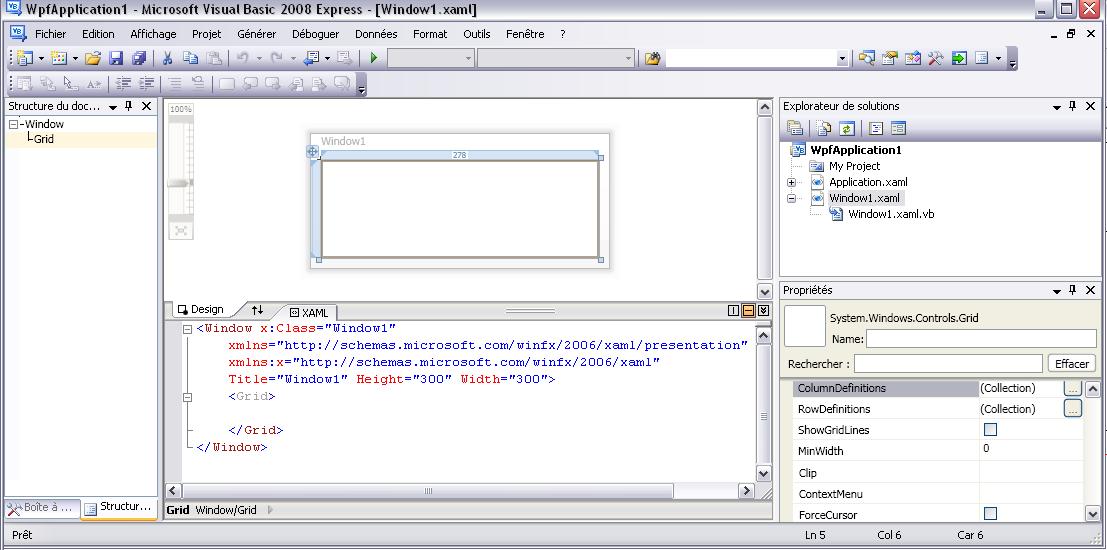 WpfApplication1 - Microsoft Visual Basic 2008 Express - [Window1.xaml]
Fichier Edition Affichage Projet Générer Déboguer Données Format Outils Fenêtre ?
Structure du doc...
Window
Grid
100%
Window1
278
Design
XAML
<Window x:Class="Window1"
xmlns="http://schemas.microsoft.com/winfx/2006/xaml/presentation"
xmlns:x="http://schemas.microsoft.com/winfx/2006/xaml"
Title="Window1" Height="300" Width="300">
<Grid>
</Grid>
</Window>
Grid Window/Grid
Boîte à ...
Structur...
Explorateur de solutions
WpfApplication1
My Project
Application.xaml
Window1.xaml
Window1.xaml.vb
Propriétés
System.Windows.Controls.Grid
Name:
Rechercher : Effacer
ColumnDefinitions (Collection) ...
RowDefinitions (Collection) ...
ShowGridLines
MinWidth 0
Clip
ContextMenu
ForceCursor
Prêt Ln 5 Col 6 Car 6